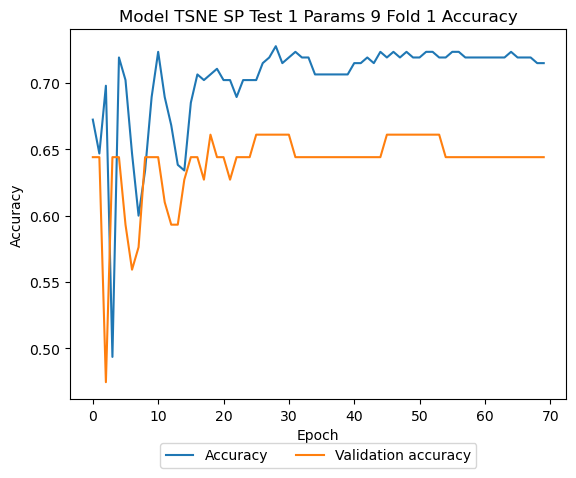 Model TSNE SP Test 1 Params 9 Fold 1 Accuracy
0.70
0.65
0.60
0.55
0.50
Accuracy
0 10 20 30 40 50 60 70
Epoch
Accuracy Validation accuracy